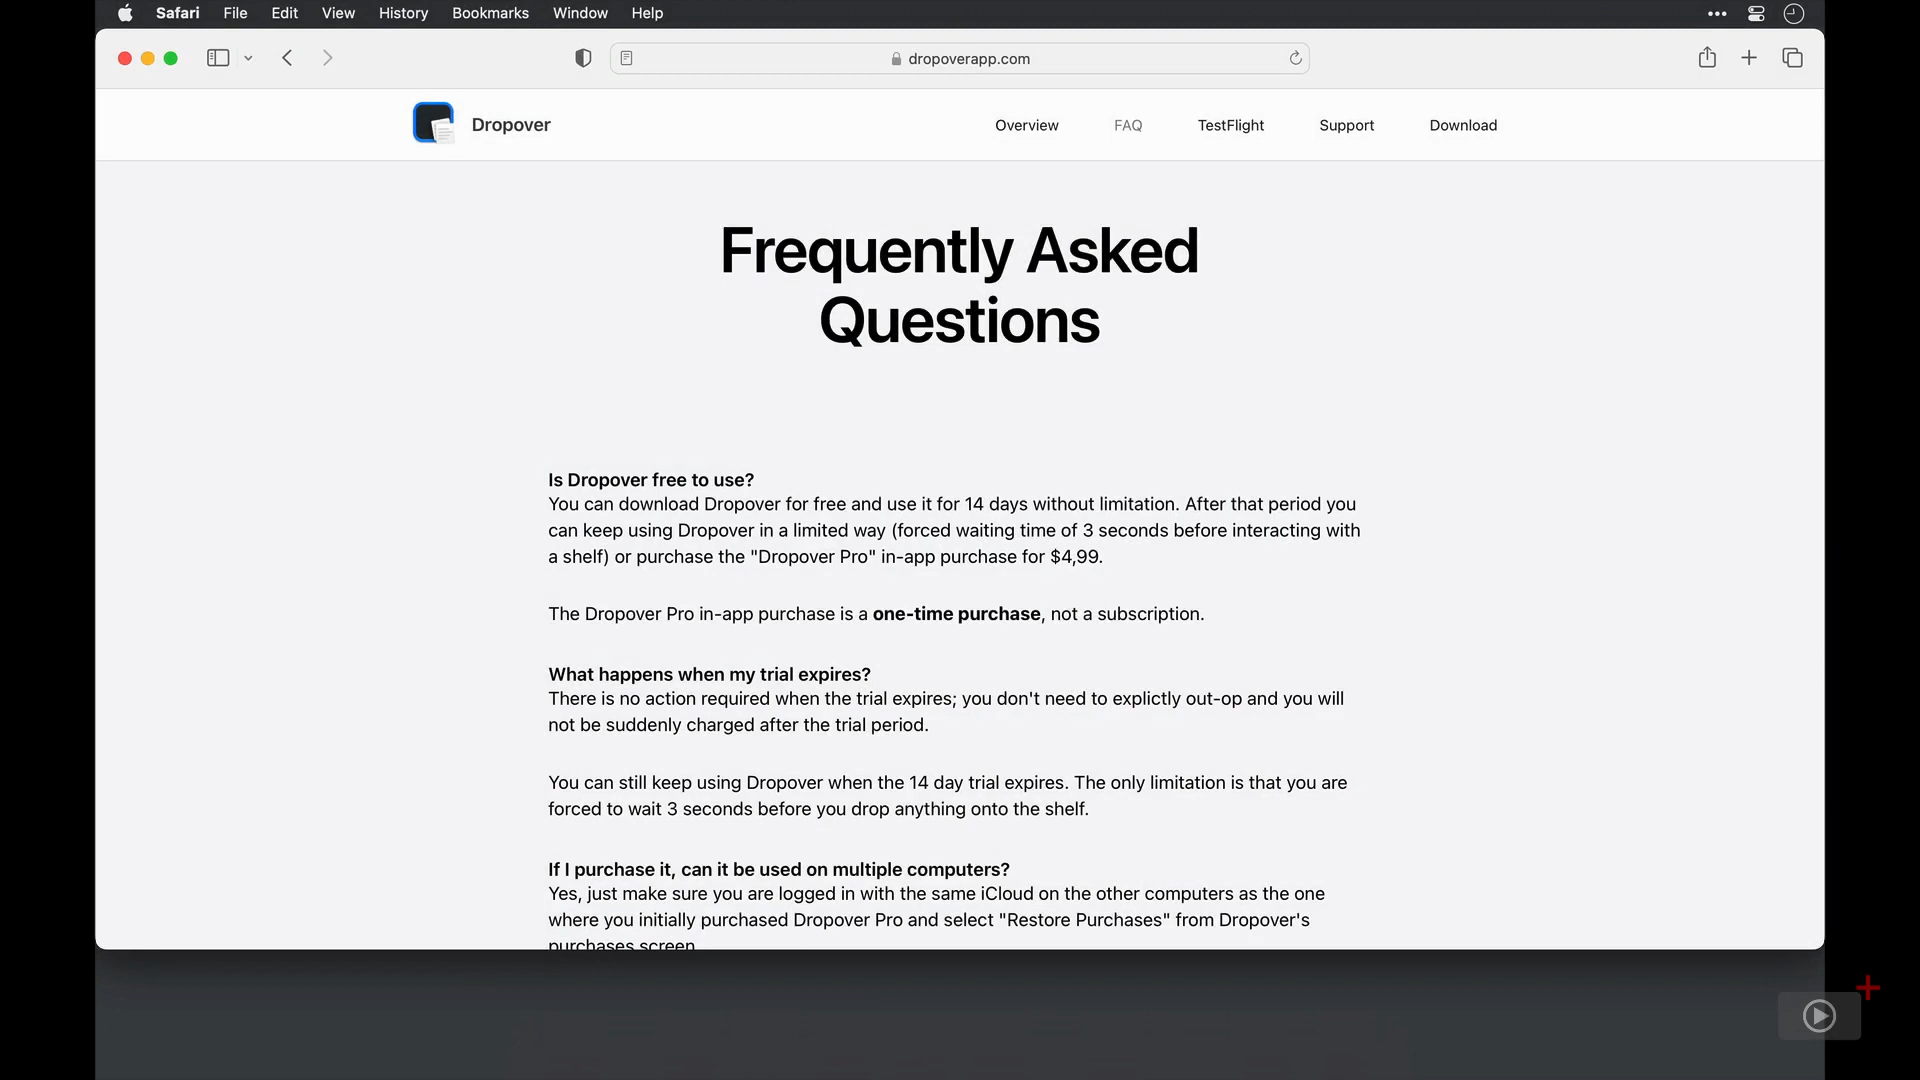 Safari File Edit View History Bookmarks Window Help
dropoverapp.com
Dropover
Overview FAQ TestFlight Support Download
Frequently Asked
Questions
Is Dropover free to use?
You can download Dropover for free and use it for 14 days without limitation. After that period you
can keep using Dropover in a limited way (forced waiting time of 3 seconds before interacting with
a shelf) or purchase the "Dropover Pro" in-app purchase for $4,99.
The Dropover Pro in-app purchase is a one-time purchase, not a subscription.
What happens when my trial expires?
There is no action required when the trial expires; you don't need to explictly out-op and you will
not be suddenly charged after the trial period.
You can still keep using Dropover when the 14 day trial expires. The only limitation is that you are
forced to wait 3 seconds before you drop anything onto the shelf.
If I purchase it, can it be used on multiple computers?
Yes, just make sure you are logged in with the same iCloud on the other computers as the one
where you initially purchased Dropover Pro and select "Restore Purchases" from Dropover's
purchases screen